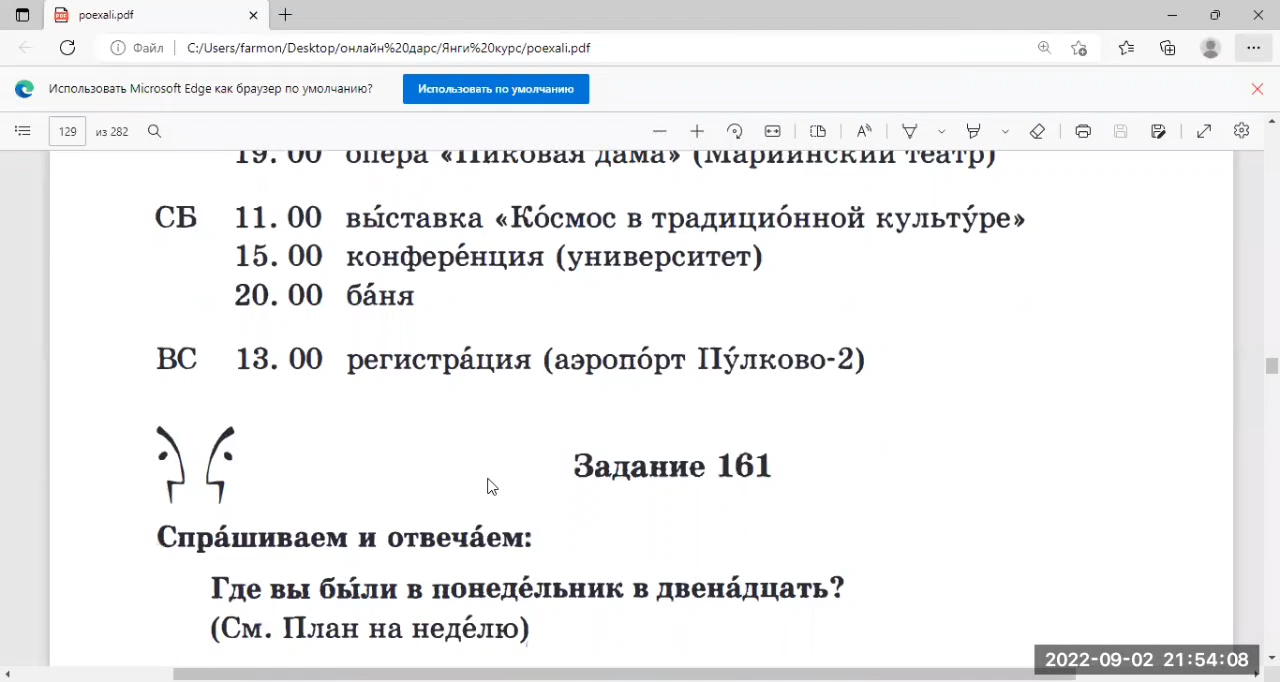 poexali.pdf
Файл C:/Users/farmon/Desktop/онлайн%20дарс/Янги%20курс/poexali.pdf
Использовать Microsoft Edge как браузер по умолчанию? Использовать по умолчанию
129 из 282
19. 00 опера «Пиковая дама» (Мариинский театр)
СБ 11. 00 вы́ставка «Ко́смос в традицио́нной культу́ре»
15. 00 конфере́нция (университет)
20. 00 ба́ня
ВС 13. 00 регистра́ция (аэропо́рт Пу́лково-2)
Задание 161
Спра́шиваем и отвеча́ем:
Где вы бы́ли в понеде́льник в двена́дцать?
(См. План на неде́лю)
2022-09-02 21:54:08